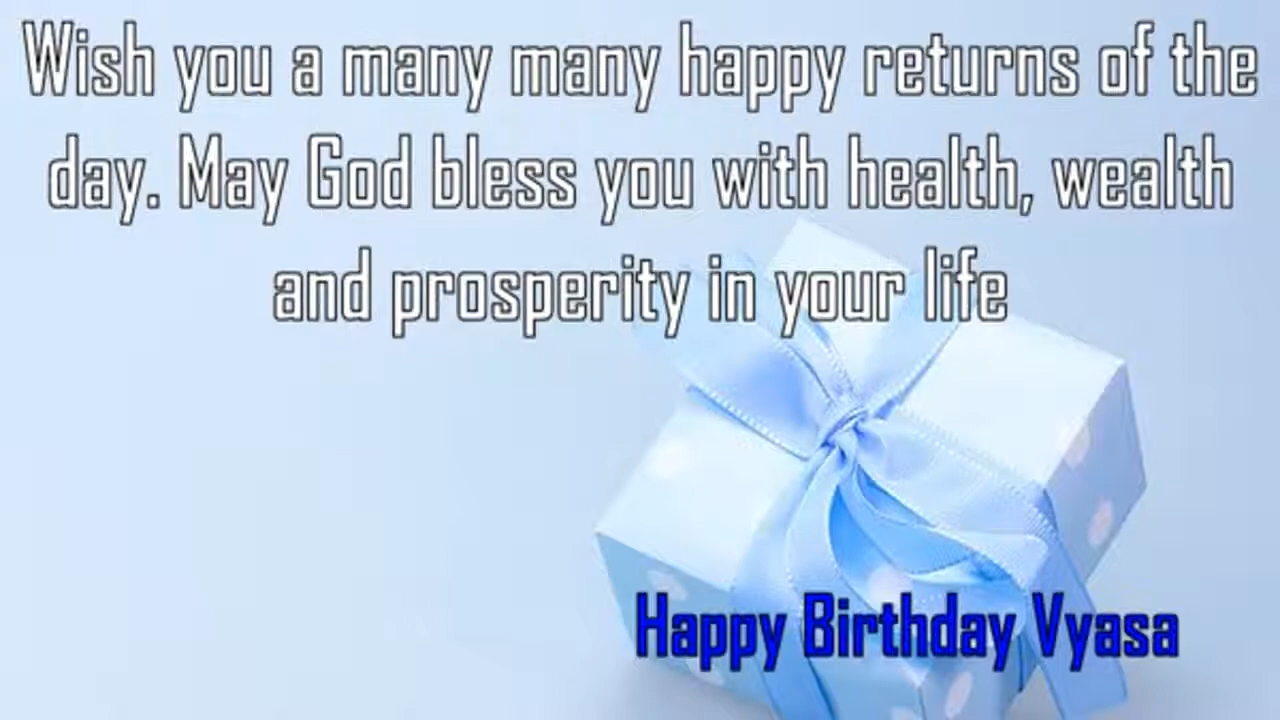 Wish you a many many happy returns of the
day. May God bless you with health, wealth
and prosperity in your life
Happy Birthday Vyasa